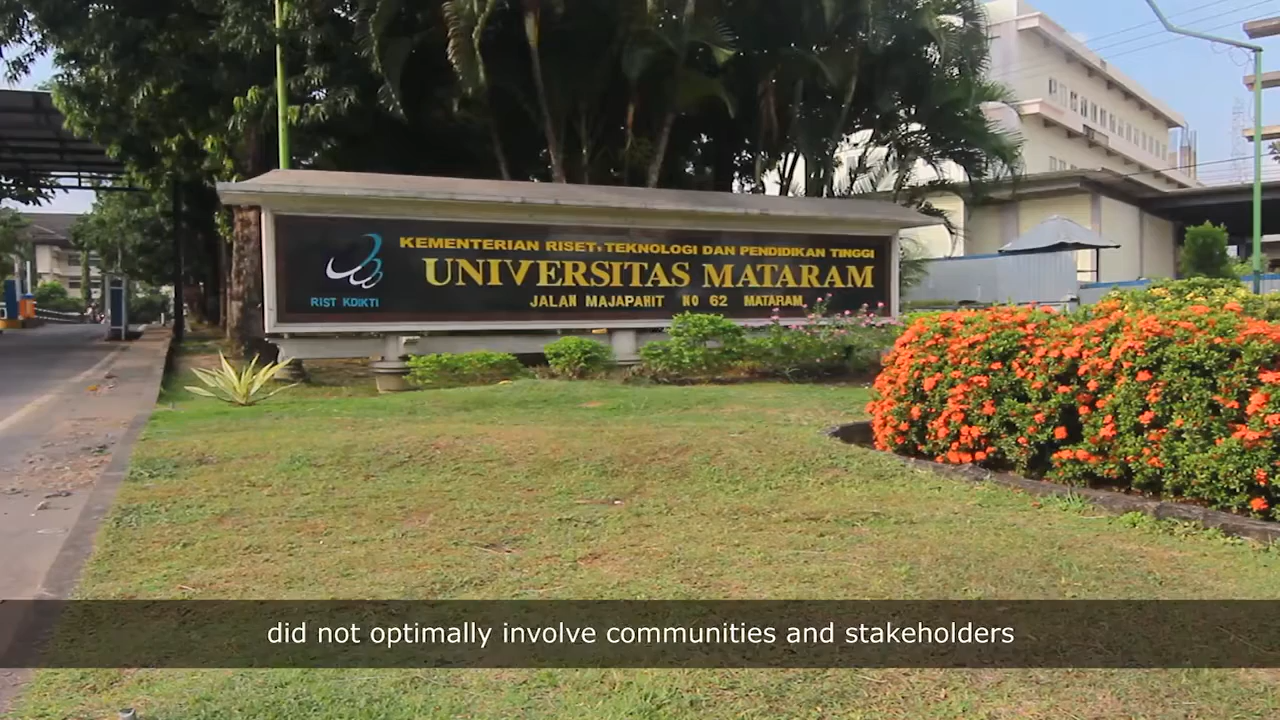 KEMENTERIAN RISET, TEKNOLOGI DAN PENDIDIKAN TINGGI
UNIVERSITAS MATARAM
JALAN MAJAPAHIT NO 62 MATARAM
RIST KDIKTI
did not optimally involve communities and stakeholders